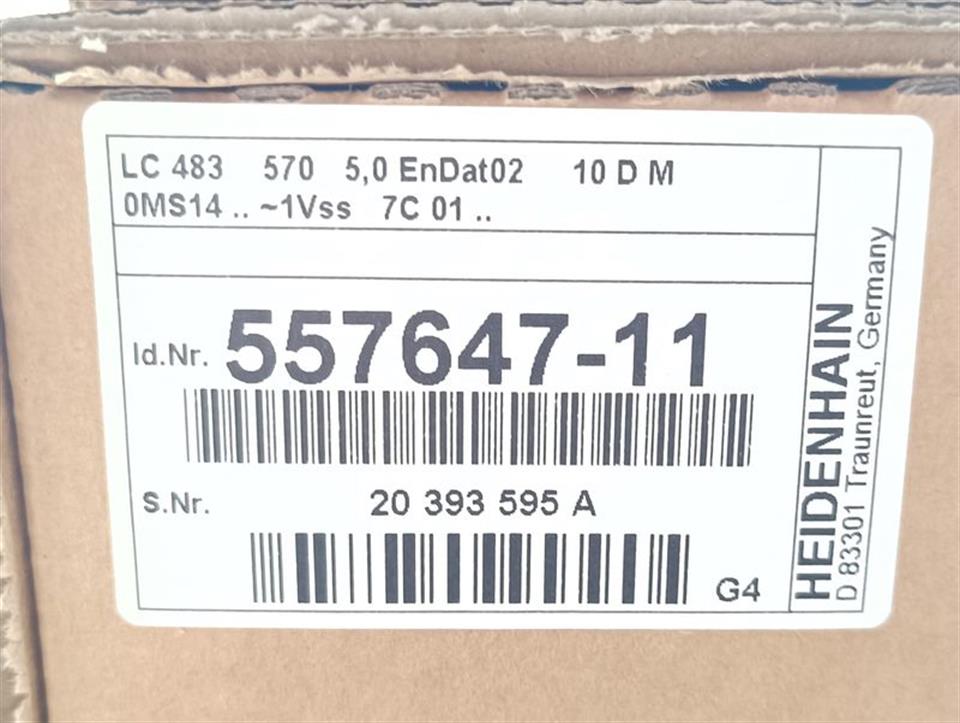 LC 483 570 5,0 EnDat02 10 D M
0MS14 .. ~1Vss 7C 01 ..
Id.Nr. 557647-11
S.Nr. 20 393 595 A
G4
HEIDENHAIN
D 83301 Traunreut, Germany